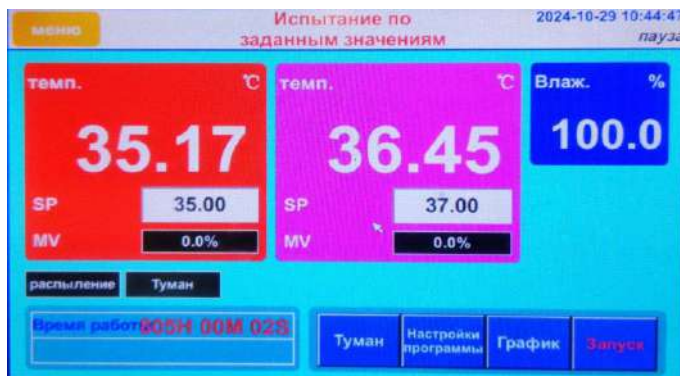 меню
Испытание по
заданным значениям
2024-10-29 10:44:47
пауза
темп. °C
35.17
SP 35.00
MV 0.0%
темп. °C
36.45
SP 37.00
MV 0.0%
Влаж. %
100.0
распыление Туман
Время работы 005H 00M 02S
Туман
Настройки
программы
График
Запуск